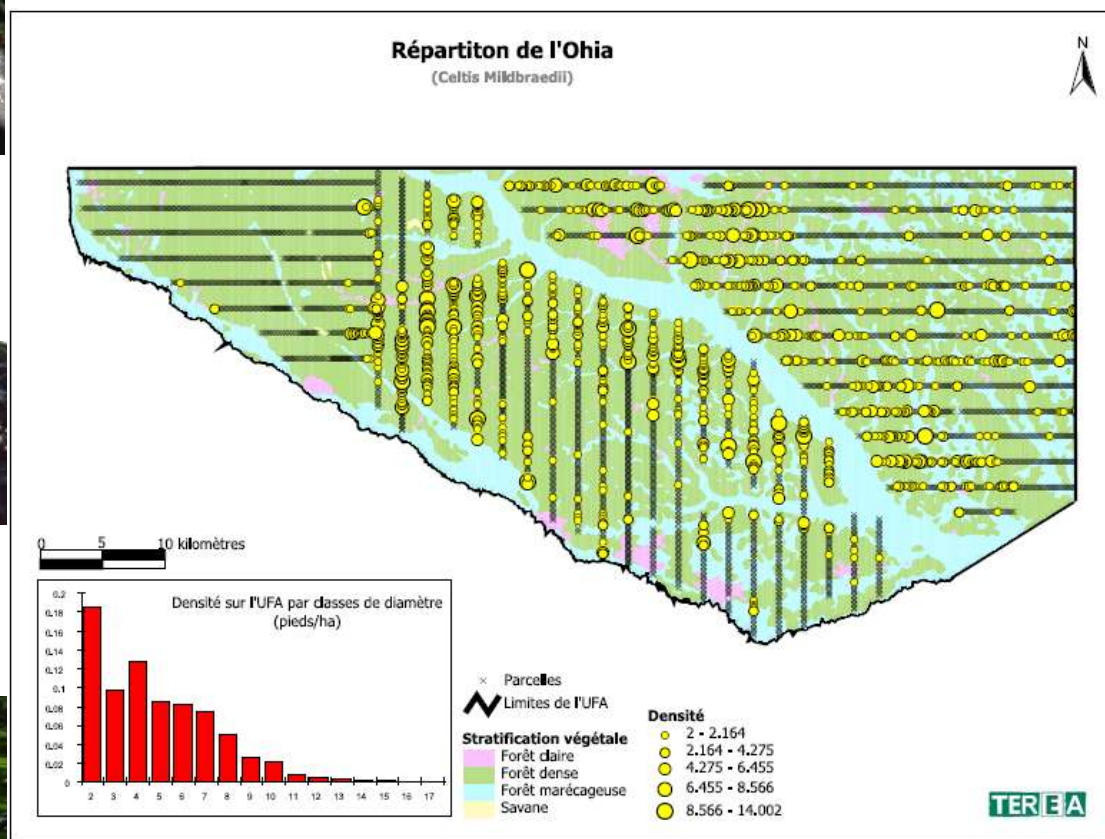 Répartiton de l'Ohia
(Celtis Mildbraedii)
N
0 5 10 kilomètres
Densité sur l'UFA par classes de diamètre
(pieds/ha)
0.2
0.18
0.16
0.14
0.12
0.1
0.08
0.06
0.04
0.02
0
2 3 4 5 6 7 8 9 10 11 12 13 14 15 16 17
Parcelles
Limites de l'UFA
Stratification végétale
Forêt claire
Forêt dense
Forêt marécageuse
Savane
Densité
2 - 2.164
2.164 - 4.275
4.275 - 6.455
6.455 - 8.566
8.566 - 14.002
TEREA